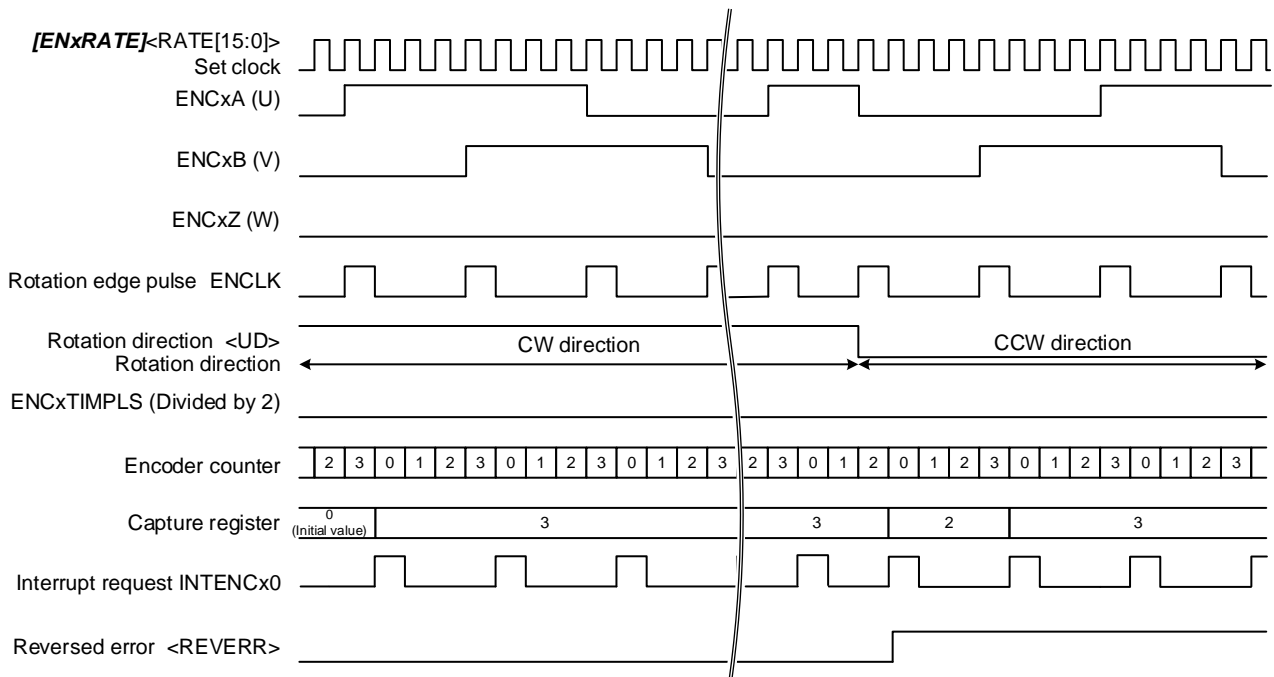 [ENxRATE]<RATE[15:0]>
Set clock
ENCxA (U)
ENCxB (V)
ENCxZ (W)
Rotation edge pulse ENCLK
Rotation direction <UD>
CW direction
CCW direction
Rotation direction
ENCxTIMPLS (Divided by 2)
Encoder counter
2 3 0 1 2 3 0 1 2 3 0 1 2 3 2 3 0 1 2 0 1 2 3 0 1 2 3 0 1 2 3
Capture register
0
(Initial value)
3
3
2
3
Interrupt request INTENCx0
Reversed error <REVERR>